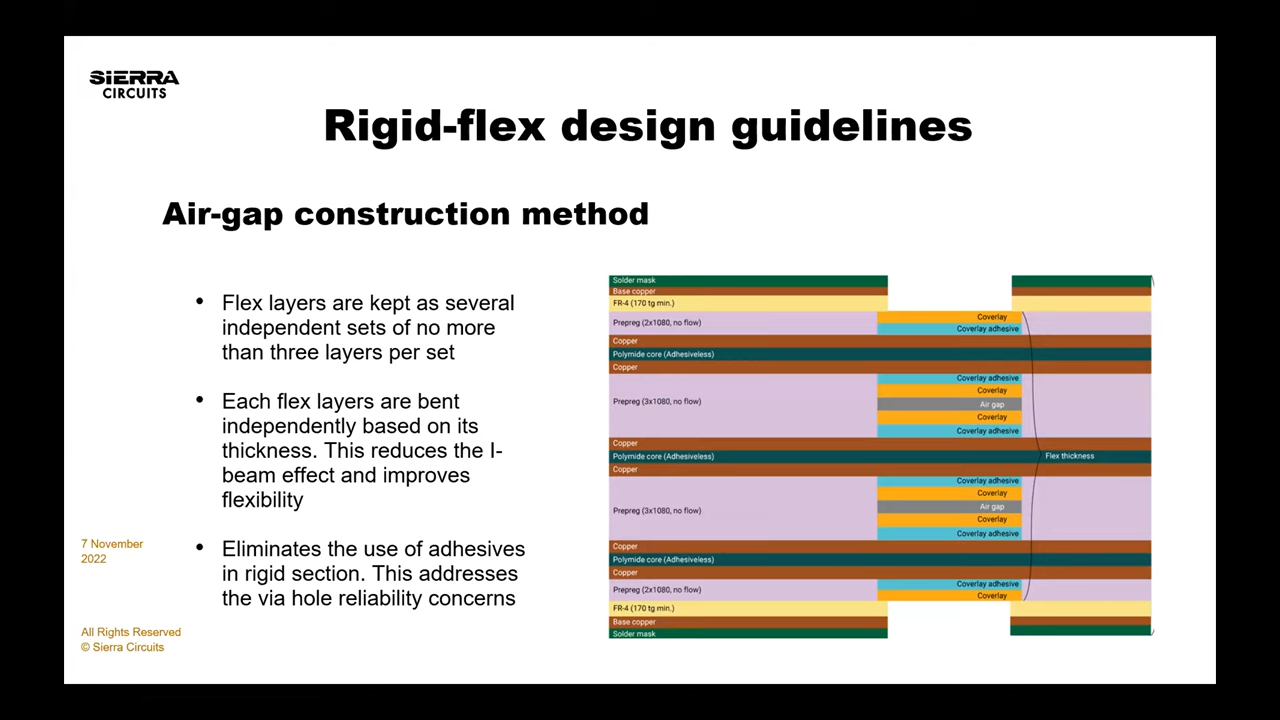 SiERRA
CIRCUITS
Rigid-flex design guidelines
Air-gap construction method
• Flex layers are kept as several
independent sets of no more
than three layers per set
• Each flex layers are bent
independently based on its
thickness. This reduces the I-
beam effect and improves
flexibility
• Eliminates the use of adhesives
in rigid section. This addresses
the via hole reliability concerns
7 November
2022
All Rights Reserved
© Sierra Circuits
Solder mask
Base copper
FR-4 (170 tg min.)
Coverlay
Prepreg (2x1080, no flow)
Coverlay adhesive
Copper
Polymide core (Adhesiveless)
Copper
Coverlay adhesive
Coverlay
Prepreg (3x1080, no flow)
Air gap
Coverlay
Coverlay adhesive
Copper
Polymide core (Adhesiveless)
Flex thickness
Copper
Coverlay adhesive
Coverlay
Prepreg (3x1080, no flow)
Air gap
Coverlay
Coverlay adhesive
Copper
Polymide core (Adhesiveless)
Copper
Coverlay adhesive
Prepreg (2x1080, no flow)
Coverlay
FR-4 (170 tg min.)
Base copper
Solder mask